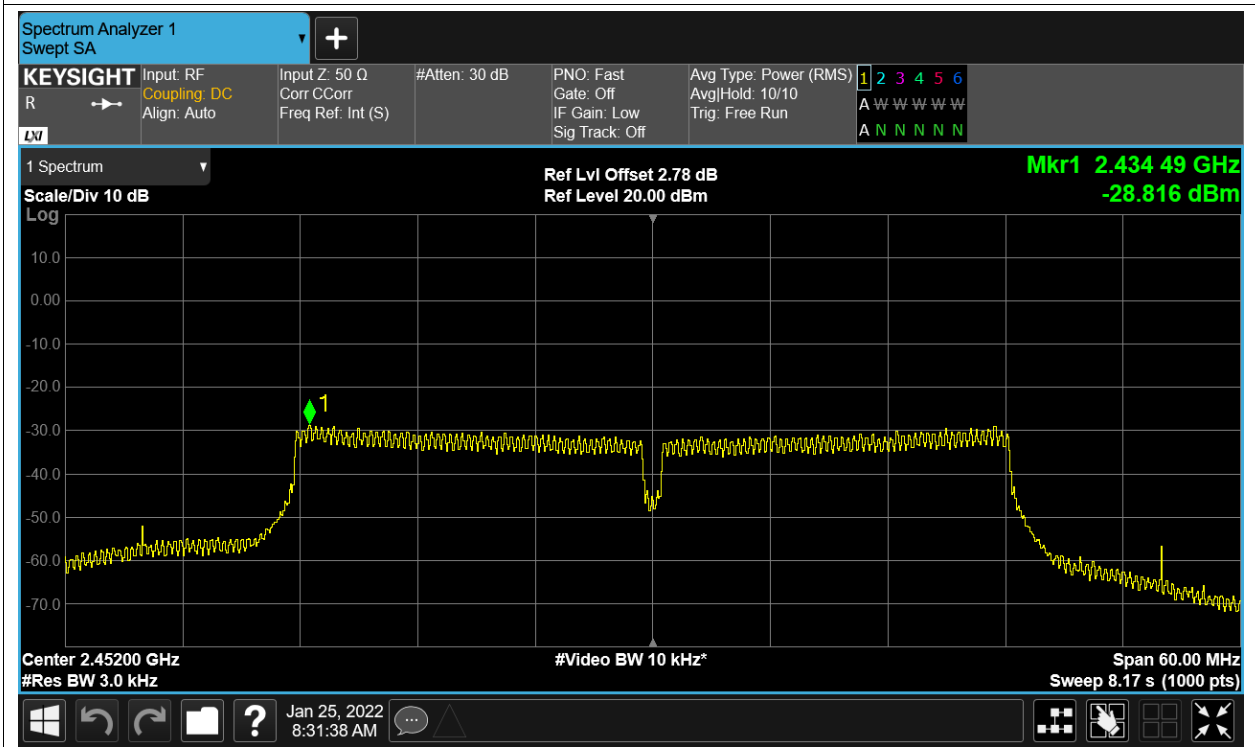 Spectrum Analyzer 1
Swept SA
KEYSIGHT
R
LXI
Input: RF
Coupling: DC
Align: Auto
Input Z: 50 Ω
Corr CCorr
Freq Ref: Int (S)
#Atten: 30 dB
PNO: Fast
Gate: Off
IF Gain: Low
Sig Track: Off
Avg Type: Power (RMS)
Avg|Hold: 10/10
Trig: Free Run
1 2 3 4 5 6
A W W W W W
A N N N N N
1 Spectrum
Scale/Div 10 dB
Log
Ref Lvl Offset 2.78 dB
Ref Level 20.00 dBm
Mkr1 2.434 49 GHz
-28.816 dBm
10.0
0.00
-10.0
-20.0
1
-30.0
-40.0
-50.0
-60.0
-70.0
Center 2.45200 GHz
#Res BW 3.0 kHz
#Video BW 10 kHz*
Span 60.00 MHz
Sweep 8.17 s (1000 pts)
?
Jan 25, 2022
8:31:38 AM